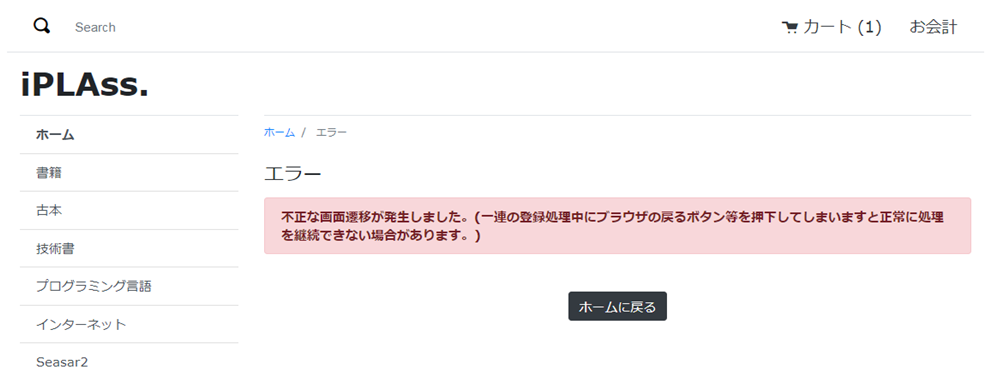 Search
カート (1)
お会計
iPLAss.
ホーム
書籍
古本
技術書
プログラミング言語
インターネット
Seasar2
ホーム / エラー
エラー
不正な画面遷移が発生しました。(一連の登録処理中にブラウザの戻るボタン等を押下してしまいますと正常に処理
を継続できない場合があります。)
ホームに戻る